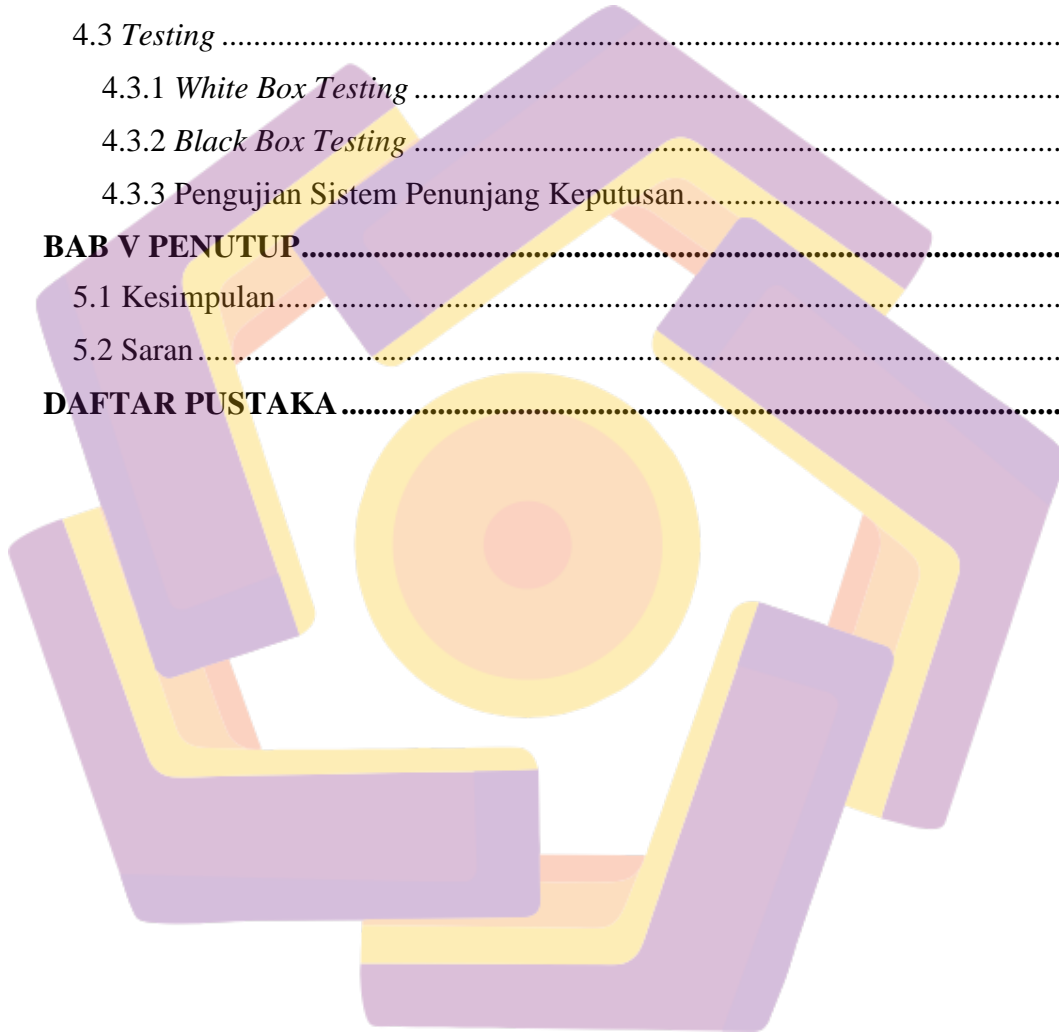 4.3 Testing ........................................................................................................
4.3.1 White Box Testing ................................................................................
4.3.2 Black Box Testing ................................................................................
4.3.3 Pengujian Sistem Penunjang Keputusan...............................................
BAB V PENUTUP................................................................................................
5.1 Kesimpulan..................................................................................................
5.2 Saran ...........................................................................................................
DAFTAR PUSTAKA ...........................................................................................